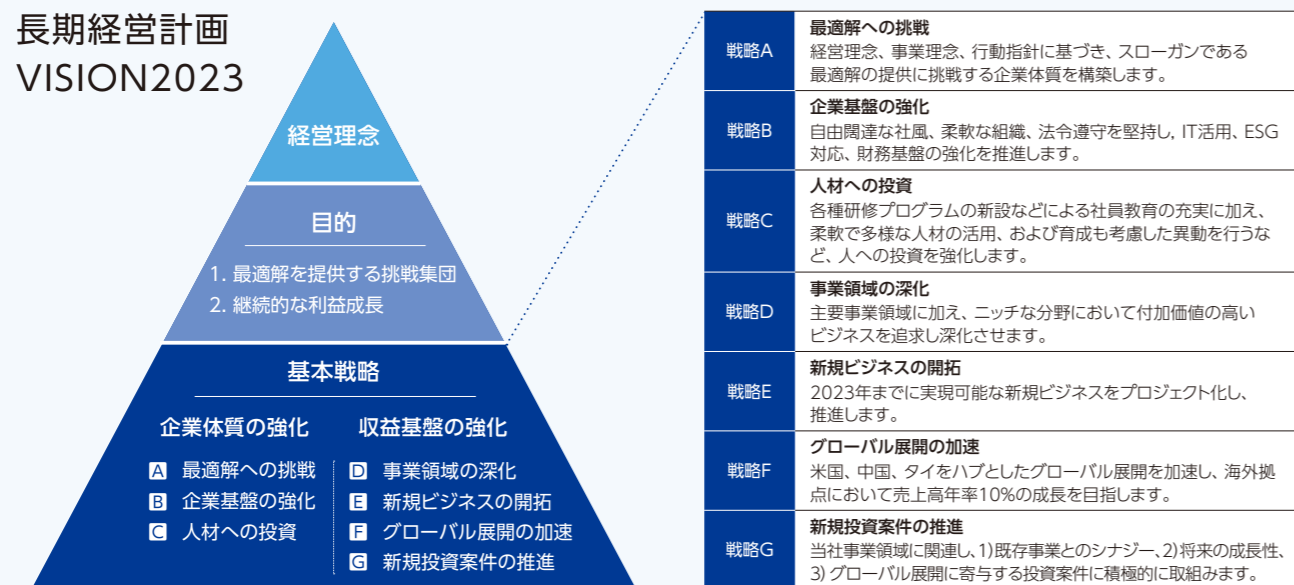 長期経営計画
VISION2023
経営理念
目的
1. 最適解を提供する挑戦集団
2. 継続的な利益成長
基本戦略
企業体質の強化
A 最適解への挑戦
B 企業基盤の強化
C 人材への投資
収益基盤の強化
D 事業領域の深化
E 新規ビジネスの開拓
F グローバル展開の加速
G 新規投資案件の推進
戦略A
最適解への挑戦
経営理念、事業理念、行動指針に基づき、スローガンである
最適解の提供に挑戦する企業体質を構築します。
戦略B
企業基盤の強化
自由闊達な社風、柔軟な組織、法令遵守を堅持し, IT活用、ESG
対応、財務基盤の強化を推進します。
戦略C
人材への投資
各種研修プログラムの新設などによる社員教育の充実に加え、
柔軟で多様な人材の活用、および育成も考慮した異動を行うな
ど、人への投資を強化します。
戦略D
事業領域の深化
主要事業領域に加え、ニッチな分野において付加価値の高い
ビジネスを追求し深化させます。
戦略E
新規ビジネスの開拓
2023年までに実現可能な新規ビジネスをプロジェクト化し、
推進します。
戦略F
グローバル展開の加速
米国、中国、タイをハブとしたグローバル展開を加速し、海外拠
点において売上高年率10%の成長を目指します。
戦略G
新規投資案件の推進
当社事業領域に関連し、1)既存事業とのシナジー、2)将来の成長性、
3) グローバル展開に寄与する投資案件に積極的に取組みます。